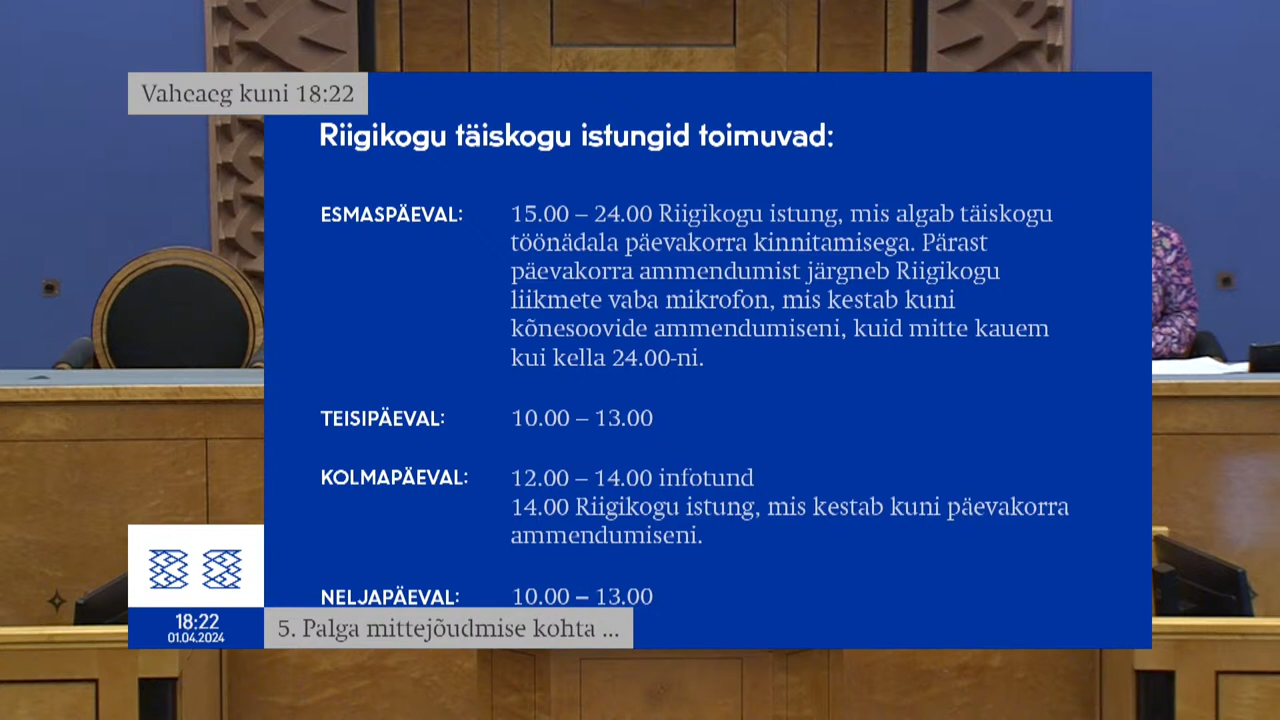 Vaheaeg kuni 18:22
Riigikogu täiskogu istungid toimuvad:
ESMASPÄEVAL:
15.00 – 24.00 Riigikogu istung, mis algab täiskogu
töönädala päevakorra kinnitamisega. Pärast
päevakorra ammendumist järgneb Riigikogu
liikmete vaba mikrofon, mis kestab kuni
kõnesoovide ammendumiseni, kuid mitte kauem
kui kella 24.00-ni.
TEISIPÄEVAL:
10.00 – 13.00
KOLMAPÄEVAL:
12.00 – 14.00 infotund
14.00 Riigikogu istung, mis kestab kuni päevakorra
ammendumiseni.
NELJAPÄEVAL:
10.00 – 13.00
18:22
01.04.2024
5. Palga mittejõudmise kohta ...